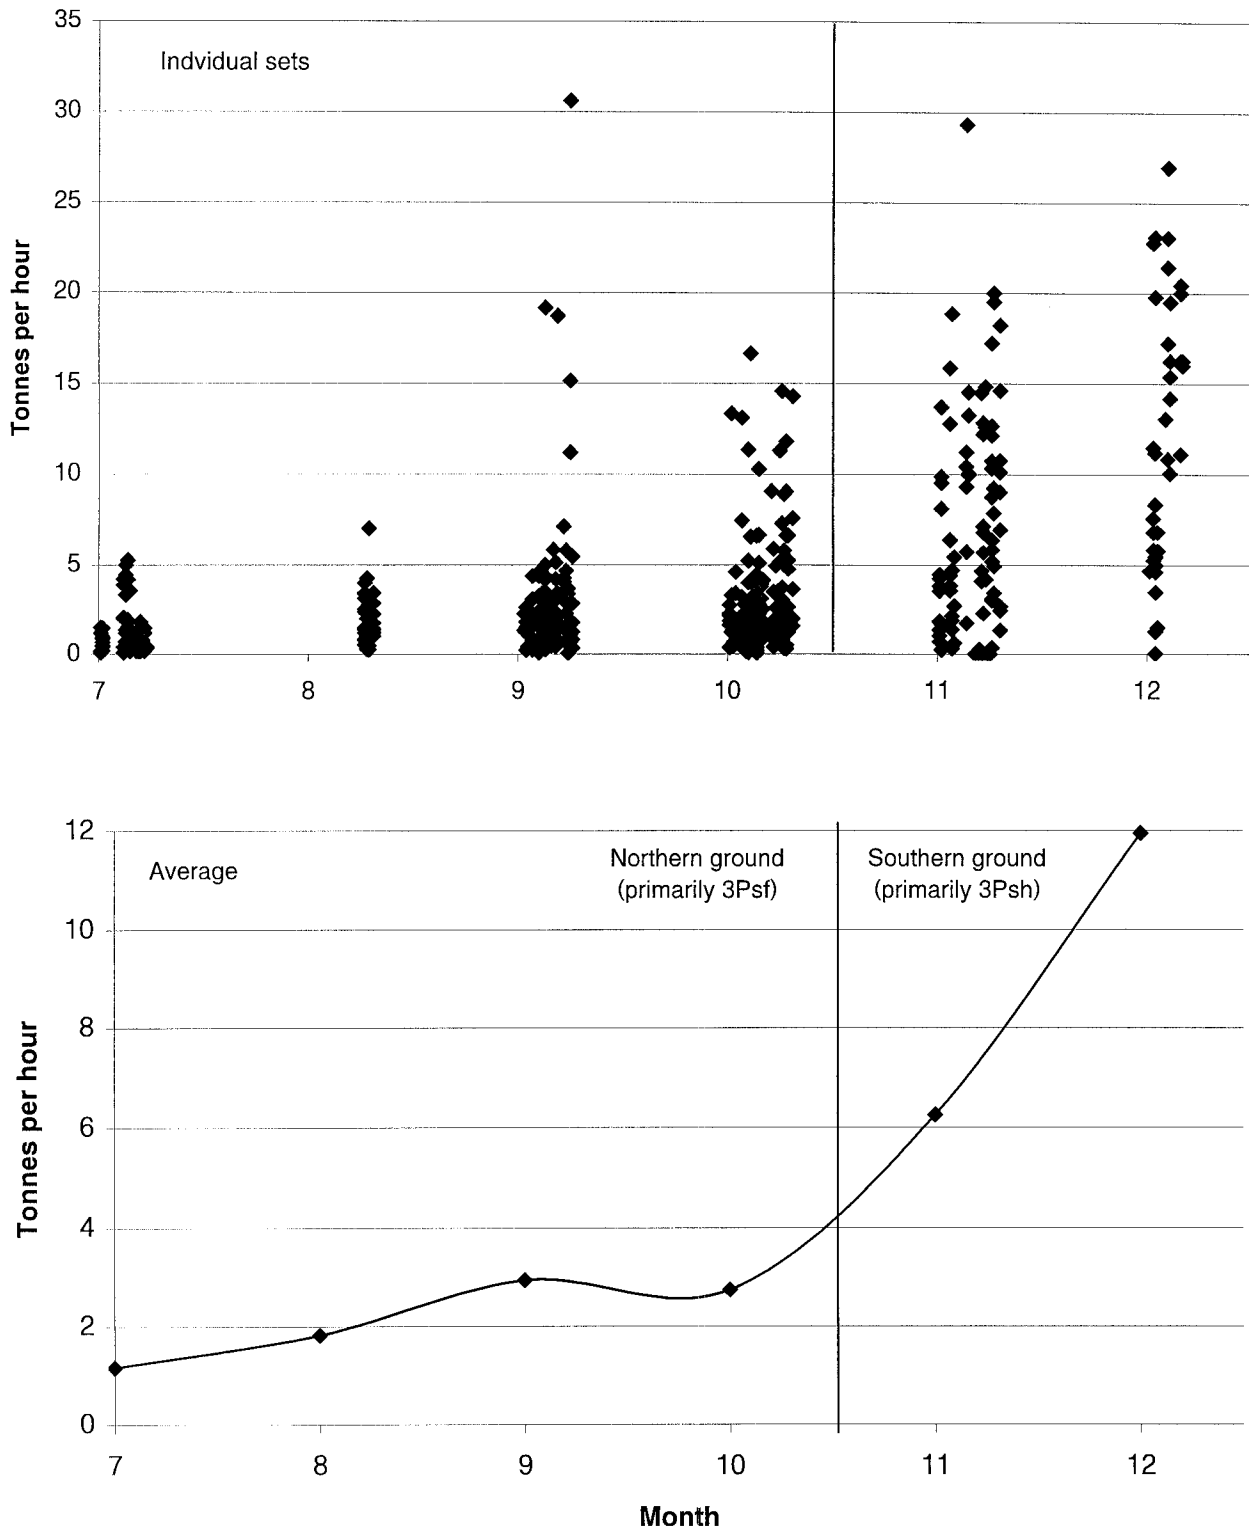 35
Indvidual sets
30
25
20
15
10
5
0
Tonnes per hour
7 8 9 10 11 12
12
Average
Northern ground
(primarily 3Psf)
Southern ground
(primarily 3Psh)
10
8
6
4
2
0
Tonnes per hour
7 8 9 10 11 12
Month